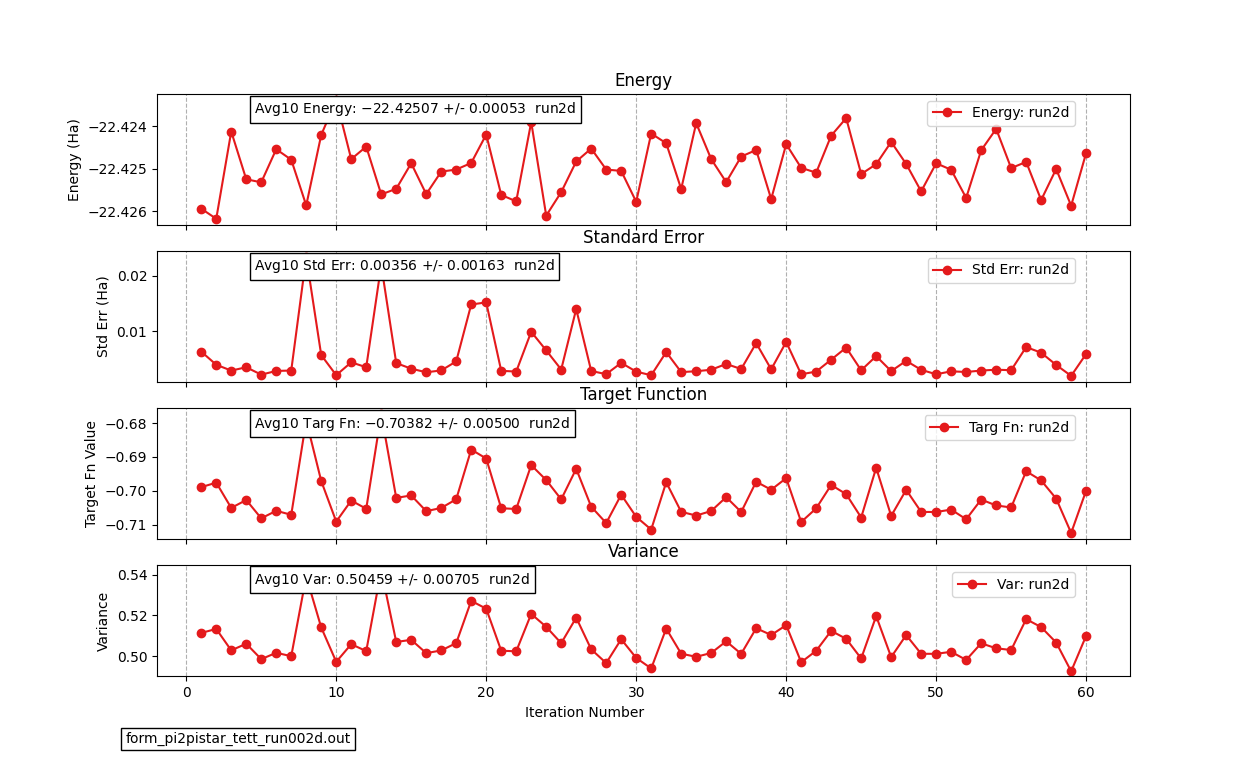 Energy
Avg10 Energy: −22.42507 +/- 0.00053 run2d
Energy: run2d
Energy (Ha)
−22.424
−22.425
−22.426
Standard Error
Avg10 Std Err: 0.00356 +/- 0.00163 run2d
Std Err: run2d
Std Err (Ha)
0.02
0.01
Target Function
Avg10 Targ Fn: −0.70382 +/- 0.00500 run2d
Targ Fn: run2d
Target Fn Value
−0.68
−0.69
−0.70
−0.71
Variance
Avg10 Var: 0.50459 +/- 0.00705 run2d
Var: run2d
Variance
0.54
0.52
0.50
0 10 20 30 40 50 60
Iteration Number
form_pi2pistar_tett_run002d.out